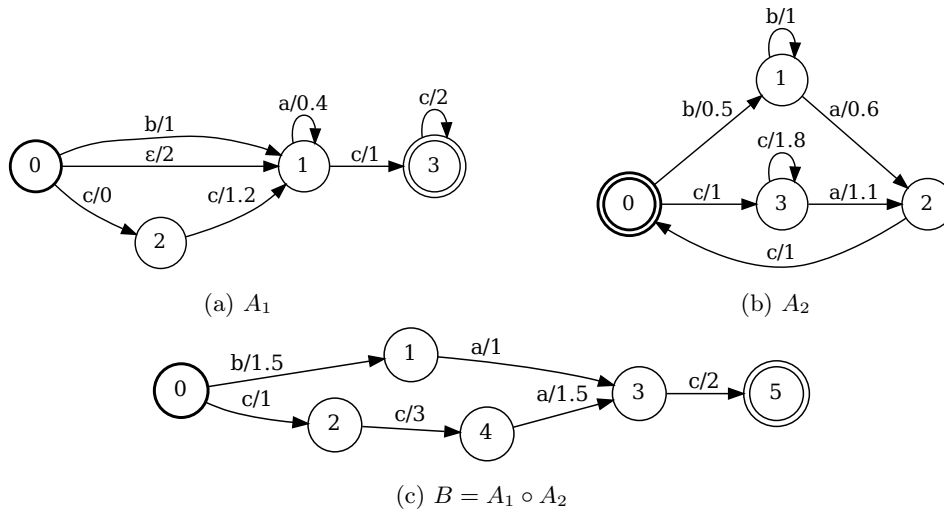 b/1
a/0.4
c/2
0
ε/2
1
c/1
3
c/0
c/1.2
2
(a) A₁
b/1
1
b/0.5
a/0.6
c/1.8
0
c/1
3
a/1.1
2
c/1
(b) A₂
0
b/1.5
1
a/1
c/1
2
c/3
4
a/1.5
3
c/2
5
(c) B = A₁ ∘ A₂